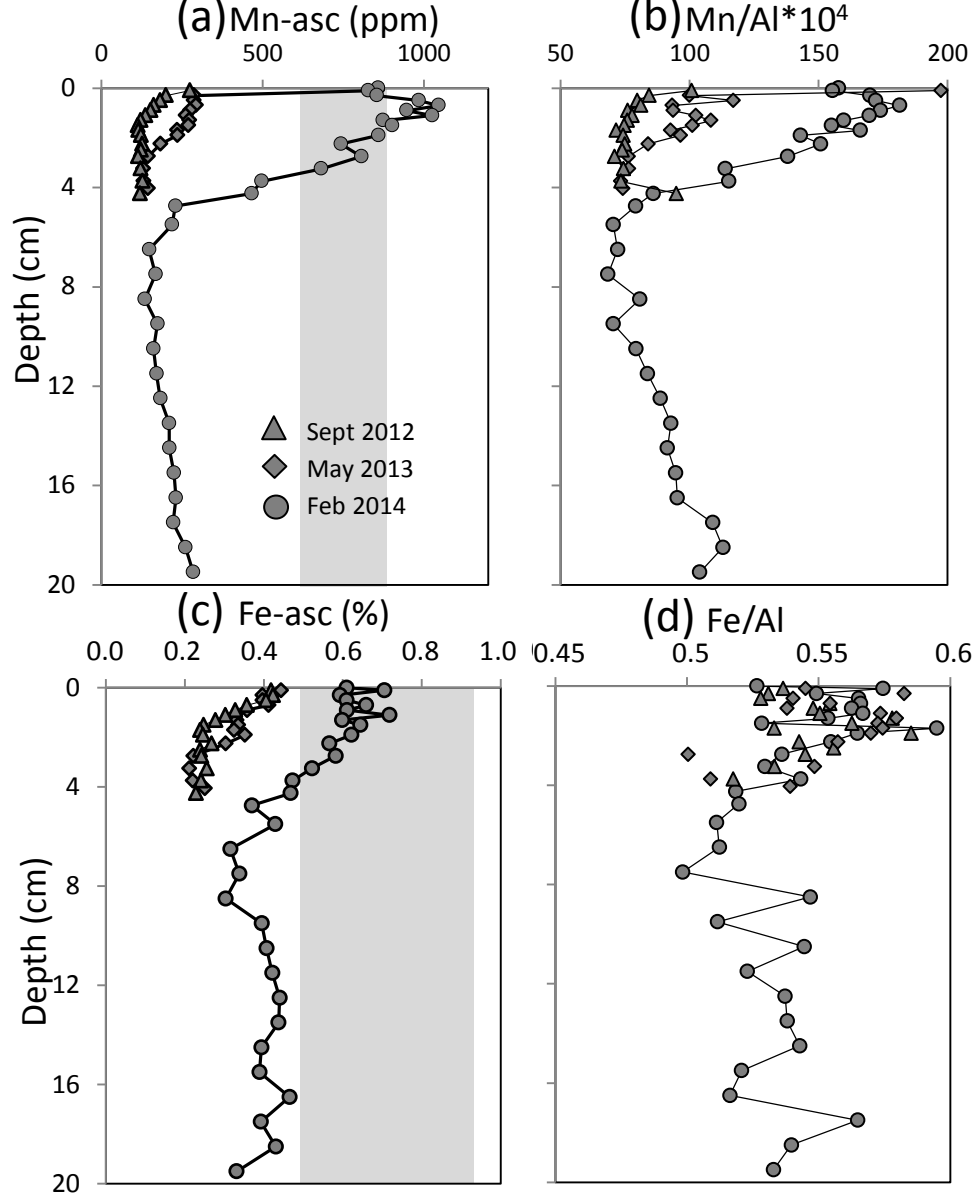 (a) Mn-asc (ppm)
0 500 1000
0
4
8
12
16
20
Depth (cm)
Sept 2012
May 2013
Feb 2014
(b) Mn/Al*10⁴
50 100 150 200
(c) Fe-asc (%)
0.0 0.2 0.4 0.6 0.8 1.0
0
4
8
12
16
20
Depth (cm)
(d) Fe/Al
0.45 0.5 0.55 0.6